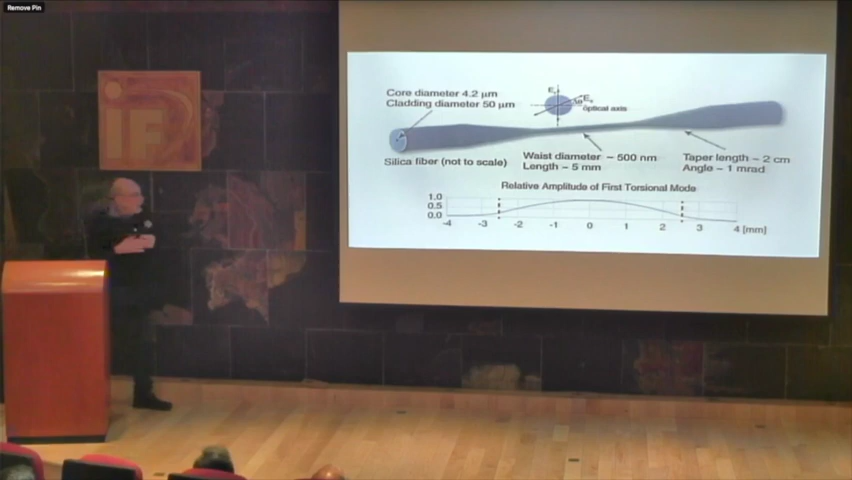 Remove Pin
IF
Core diameter 4.2 μm
Cladding diameter 50 μm
optical axis
Silica fiber (not to scale)
Waist diameter ~ 500 nm
Length ~ 5 mm
Taper length ~ 2 cm
Angle ~ 1 mrad
Relative Amplitude of First Torsional Mode
1.0
0.5
0.0
-4 -3 -2 -1 0 1 2 3 4 [mm]